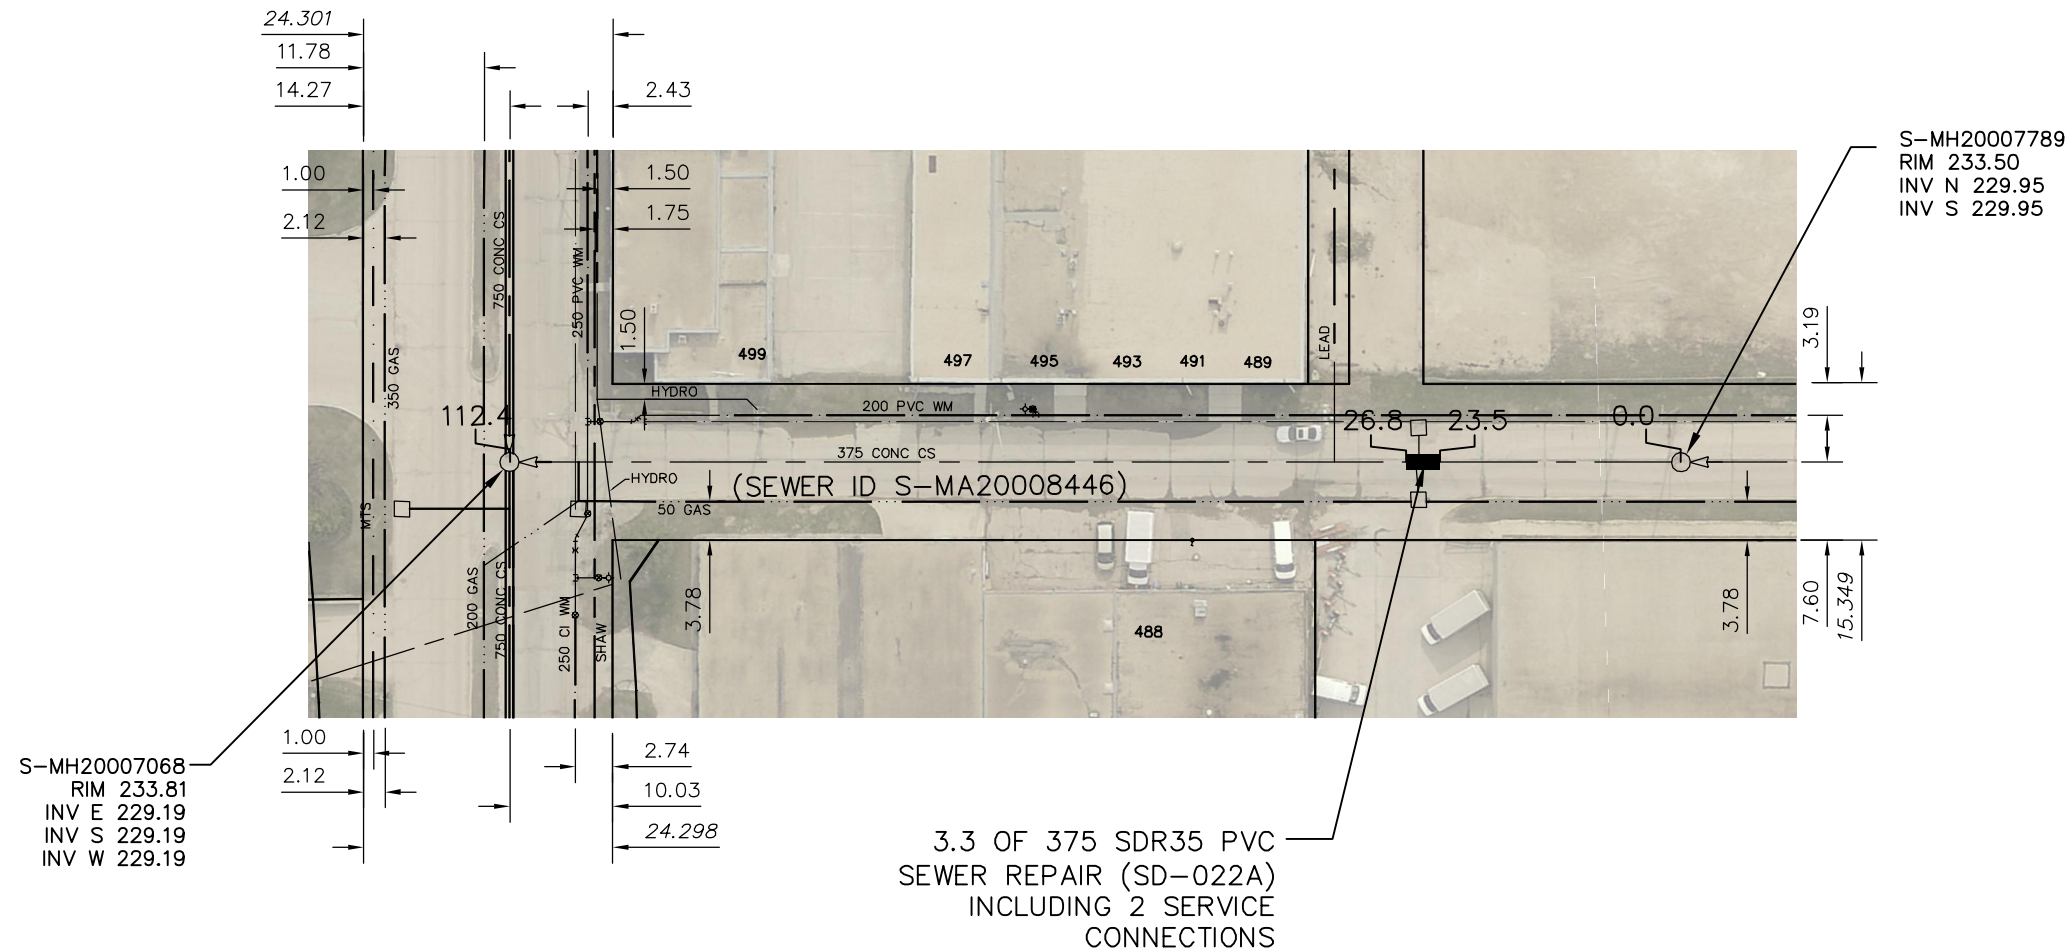 24.301
11.78
14.27
2.43
S-MH20007789
RIM 233.50
INV N 229.95
INV S 229.95
1.00
1.50
2.12
1.75
750 CONC CS
250 PVC WM
1.50
350 GAS
499
497
495
493
491
489
LEAD
3.19
HYDRO
200 PVC WM
112.4
26.8
23.5
0.0
375 CONC CS
HYDRO
(SEWER ID S-MA20008446)
50 GAS
MTS
200 GAS
750 CONC CS
250 CI WM
SHAW
3.78
488
3.78
7.60
15.349
S-MH20007068
RIM 233.81
INV E 229.19
INV S 229.19
INV W 229.19
1.00
2.12
2.74
10.03
24.298
3.3 OF 375 SDR35 PVC
SEWER REPAIR (SD-022A)
INCLUDING 2 SERVICE
CONNECTIONS